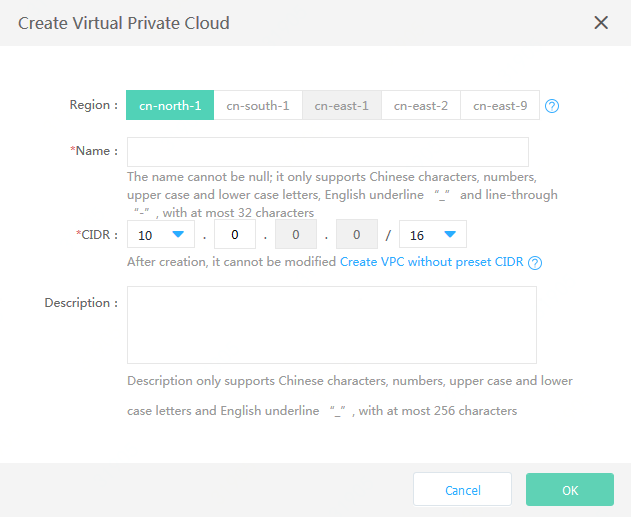 Create Virtual Private Cloud
Region : cn-north-1 cn-south-1 cn-east-1 cn-east-2 cn-east-9 ?
*Name :
The name cannot be null; it only supports Chinese characters, numbers,
upper case and lower case letters, English underline “_” and line-through
“-”, with at most 32 characters
*CIDR : 10 . 0 . 0 . 0 / 16
After creation, it cannot be modified Create VPC without preset CIDR ?
Description :
Description only supports Chinese characters, numbers, upper case and lower
case letters and English underline “_”, with at most 256 characters
Cancel OK